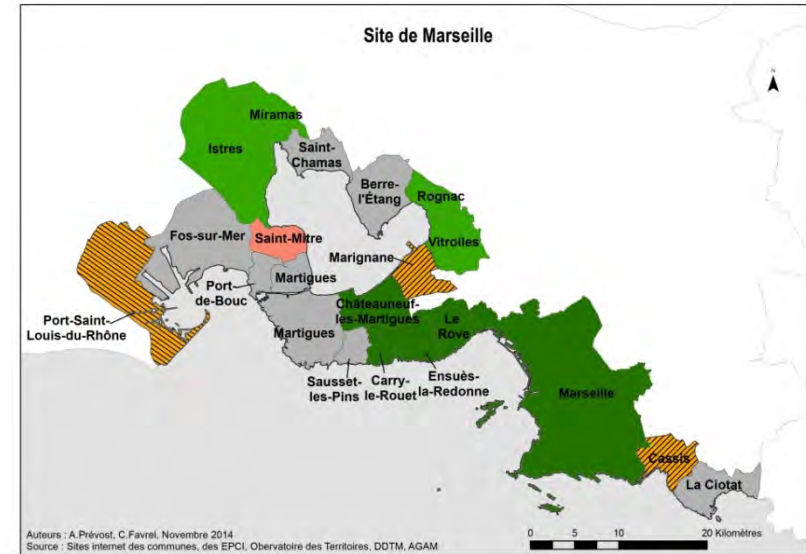 Site de Marseille
N
Miramas
Istres
Saint-
Chamas
Berre-
l'Étang
Rognac
Vitrolles
Fos-sur-Mer
Saint-Mitre
Marignane
Martigues
Port-
de-Bouc
Port-Saint-
Louis-du-Rhône
Châteauneuf-
les-Martigues
Le
Rove
Martigues
Sausset-
les-Pins
Carry-
le-Rouet
Ensuès-
la-Redonne
Marseille
Cassis
La Ciotat
Auteurs : A.Prévost, C.Favrel, Novembre 2014
Source : Sites internet des communes, des EPCI, Obervatoire des Territoires, DDTM, AGAM
0 5 10 20 Kilomètres